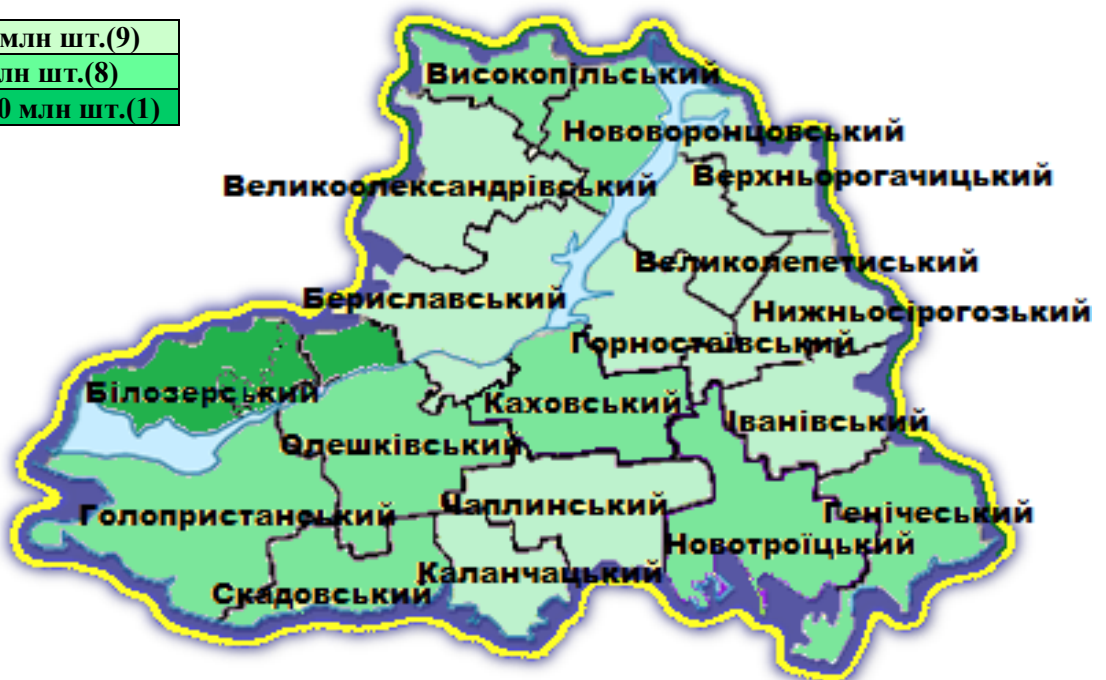 млн шт.(9)
лн шт.(8)
0 млн шт.(1)
Високопільський
Нововоронцовський
Великоолександрівський
Верхньорогачицький
Великолепетиський
Бериславський
Нижньосірогозький
Горностаївський
Білозерський
Каховський
Іванівський
Олешківський
Чаплинський
Голопристанський
Генічеський
Новотроїцький
Каланчацький
Скадовський